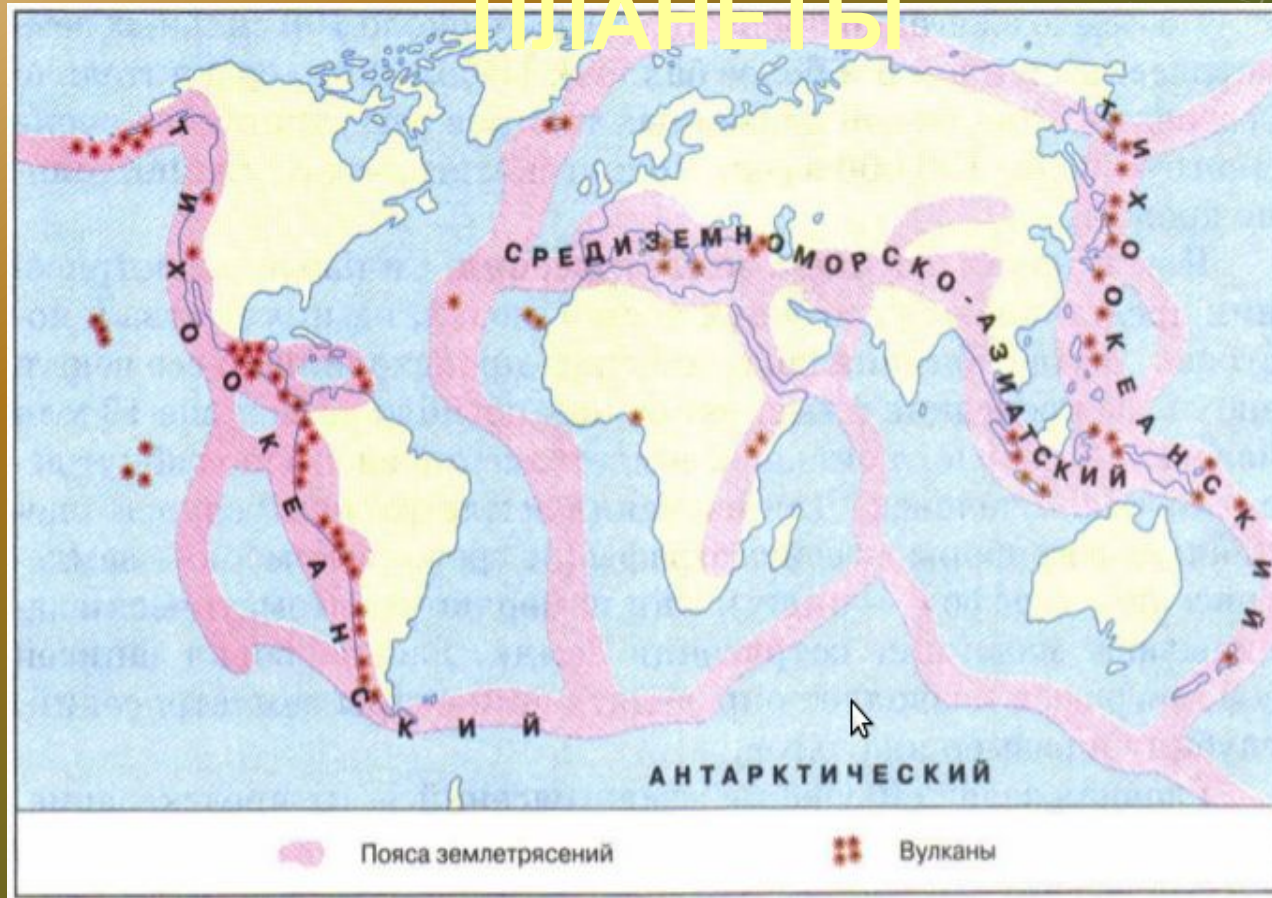 ПЛАНЕТЫ
ТИХООКЕАНСКИЙ
СРЕДИЗЕМНОМОРСКО-АЗИАТСКИЙ
ТИХООКЕАНСКИЙ
АНТАРКТИЧЕСКИЙ
Пояса землетрясений
Вулканы